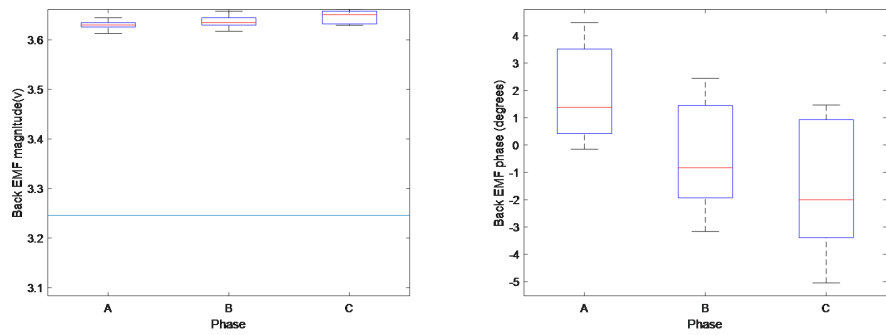 3.6
3.5
3.4
3.3
3.2
3.1
Back EMF magnitude(v)
A
B
C
Phase
4
3
2
1
0
-1
-2
-3
-4
-5
Back EMF phase (degrees)
A
B
C
Phase